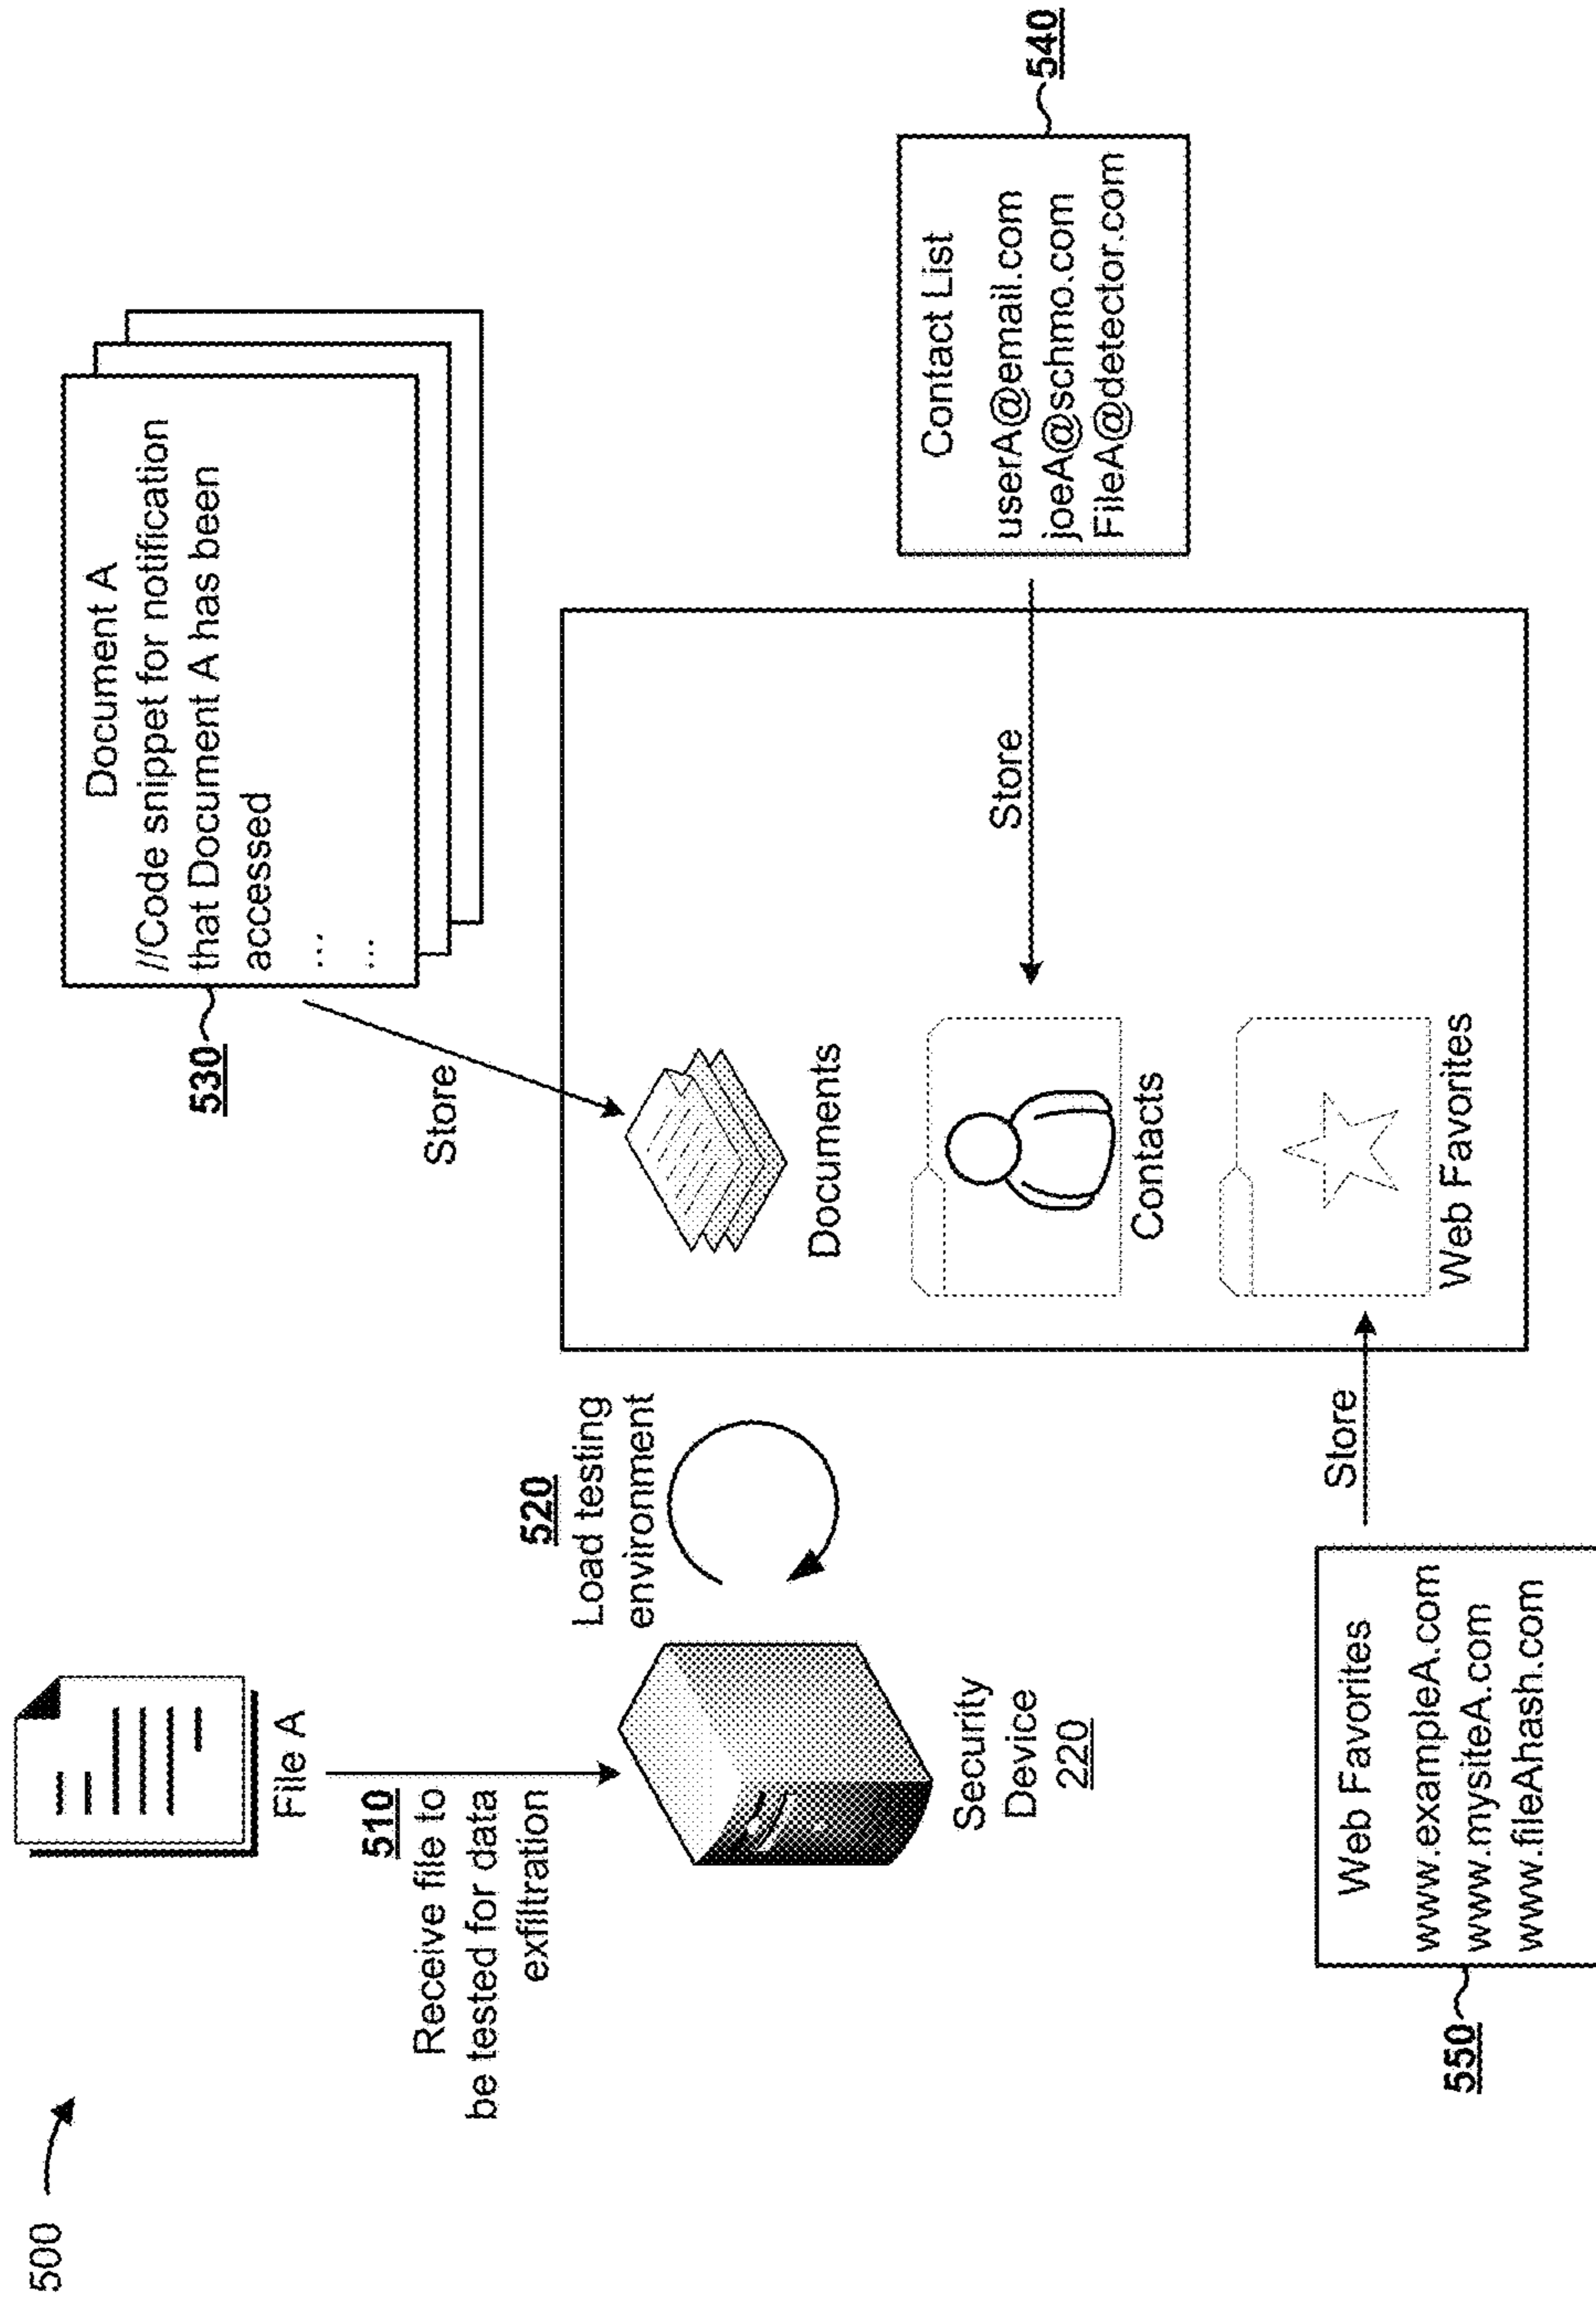 500
File A
510
Receive file to
be tested for data
exfiltration
Security
Device
220
520
Load testing
environment
530
Document A
//Code snippet for notification
that Document A has been
accessed
...
...
Store
Documents
Contacts
Web Favorites
Store
540
Contact List
userA@email.com
joeA@schmo.com
FileA@detector.com
Store
550
Web Favorites
www.exampleA.com
www.mysiteA.com
www.fileAhash.com